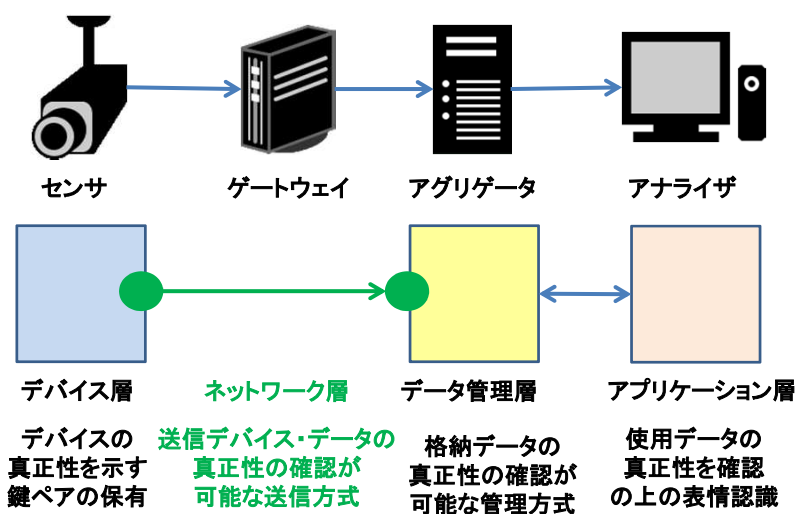 センサ
ゲートウェイ
アグリゲータ
アナライザ
デバイス層
ネットワーク層
データ管理層
アプリケーション層
デバイスの
真正性を示す
鍵ペアの保有
送信デバイス・データの
真正性の確認が
可能な送信方式
格納データの
真正性の確認が
可能な管理方式
使用データの
真正性を確認
の上の表情認識